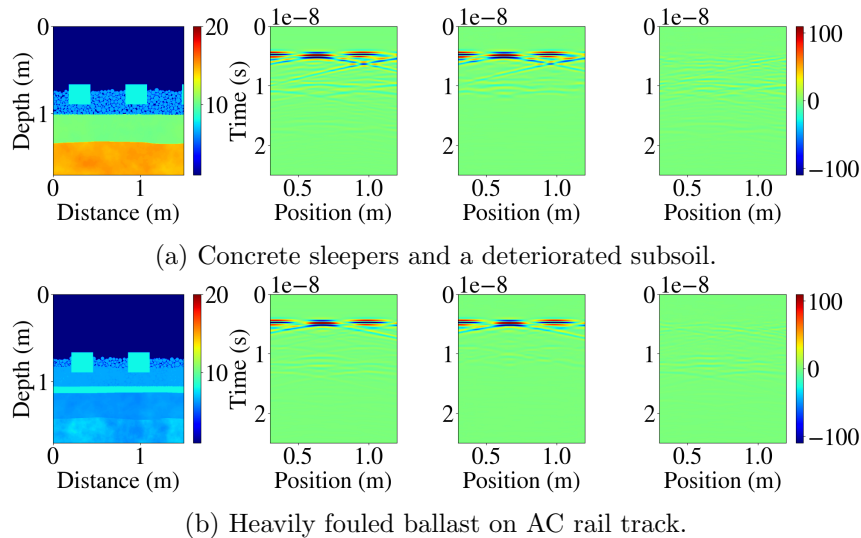 1e-8 1e-8 1e-8
0 20 0 0 0 100
Depth (m) 10 Time (s) 1 1 1 0
1 2 2 2 −100
0 1 0.5 1.0 0.5 1.0 0.5 1.0
Distance (m) Position (m) Position (m) Position (m)
(a) Concrete sleepers and a deteriorated subsoil.
1e-8 1e-8 1e-8
0 20 0 0 0 100
Depth (m) 10 Time (s) 1 1 1 0
1 2 2 2 −100
0 1 0.5 1.0 0.5 1.0 0.5 1.0
Distance (m) Position (m) Position (m) Position (m)
(b) Heavily fouled ballast on AC rail track.